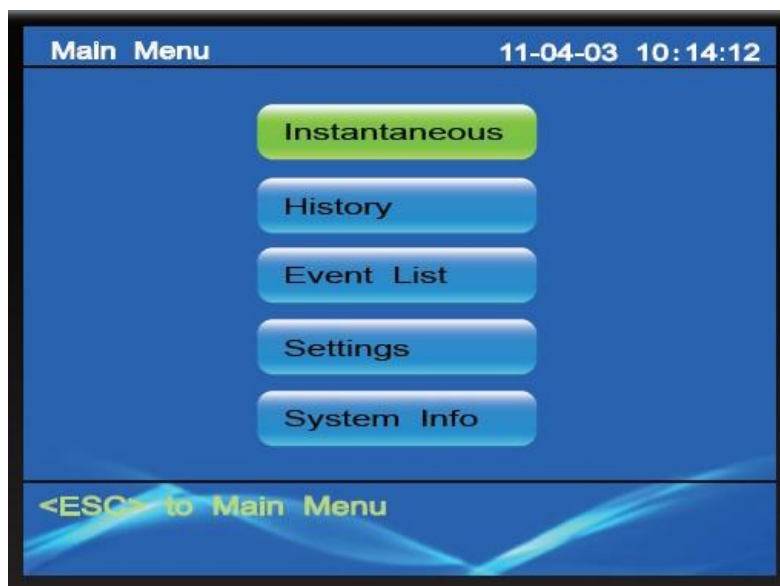 Main Menu 11-04-03 10:14:12
Instantaneous
History
Event List
Settings
System Info
<ESC> to Main Menu